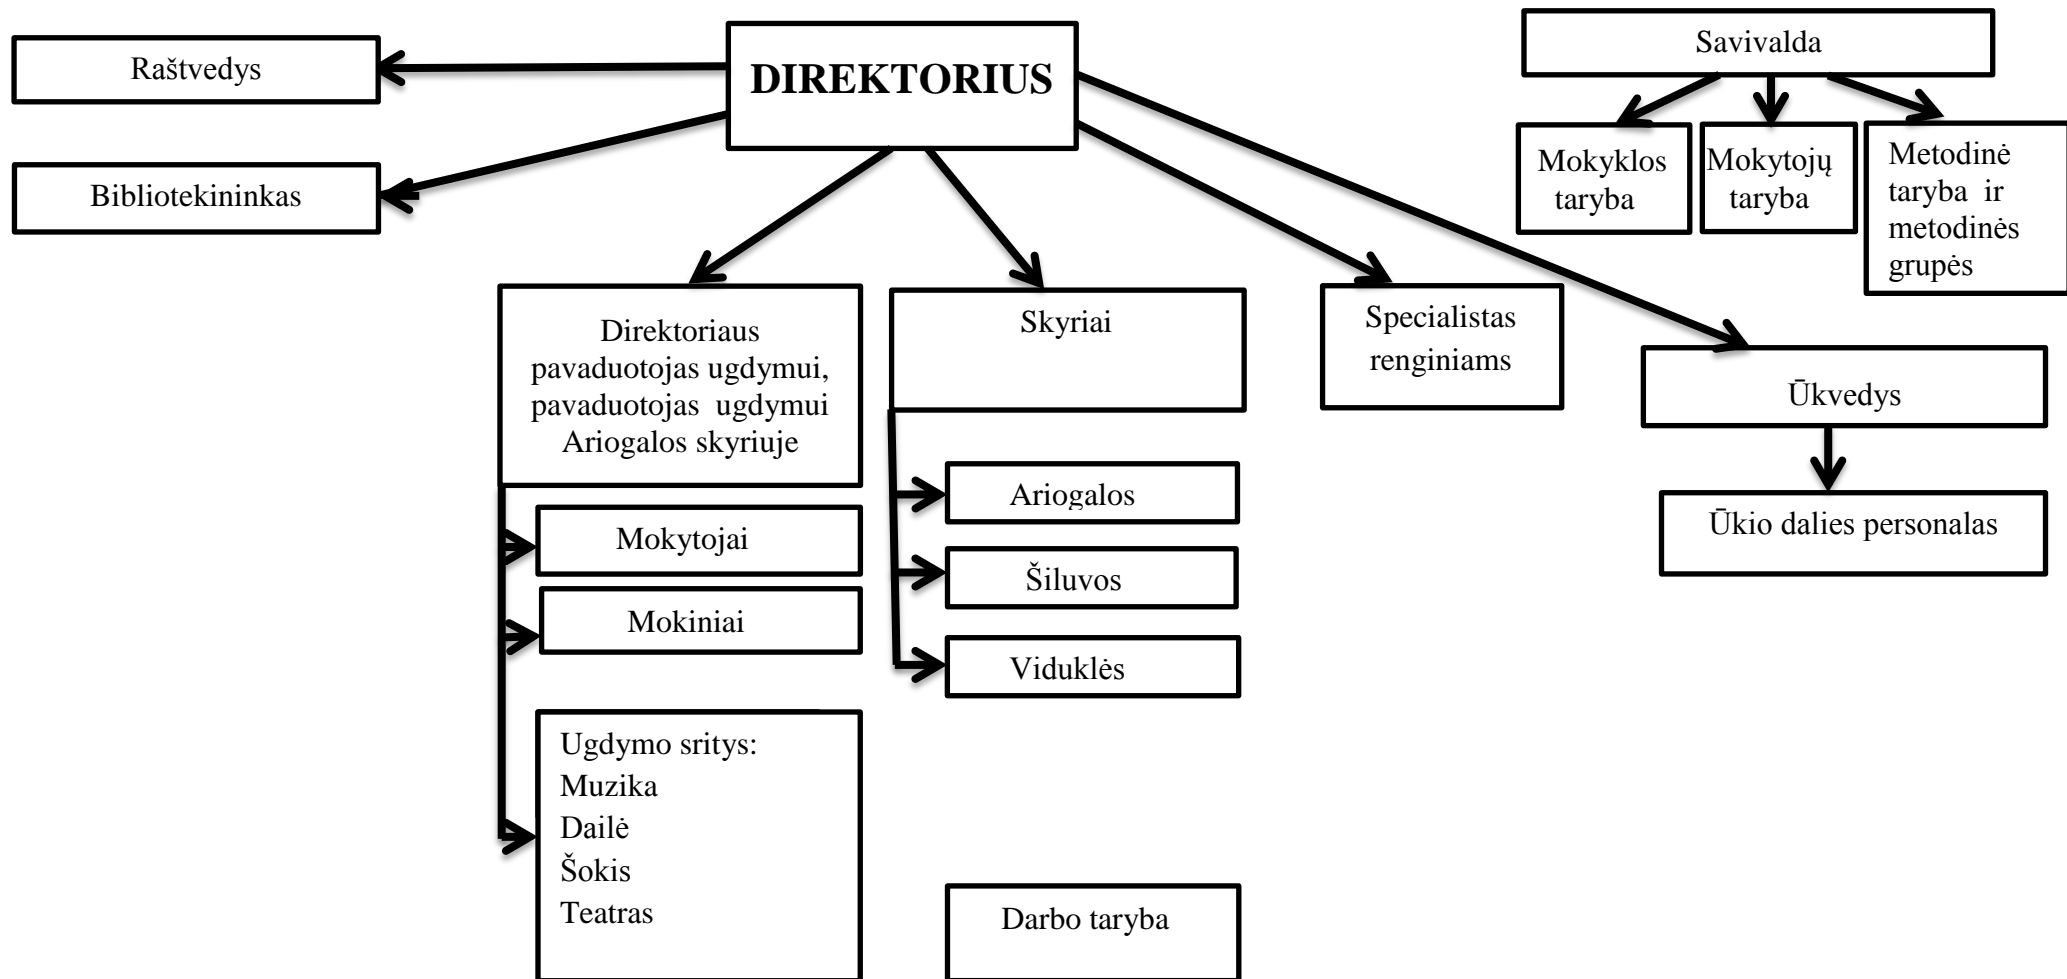 Raštvedys
DIREKTORIUS
Savivalda
Bibliotekininkas
Mokyklos
taryba
Mokytojų
taryba
Metodinė
taryba ir
metodinės
grupės
Direktoriaus
pavaduotojas ugdymui,
pavaduotojas ugdymui
Ariogalos skyriuje
Skyriai
Specialistas
renginiams
Ūkvedys
Mokytojai
Mokiniai
Ariogalos
Šiluvos
Viduklės
Ūkio dalies personalas
Ugdymo sritys:
Muzika
Dailė
Šokis
Teatras
Darbo taryba